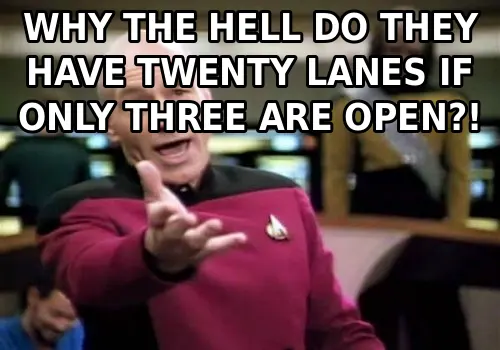 WHY THE HELL DO THEY
HAVE TWENTY LANES IF
ONLY THREE ARE OPEN?!